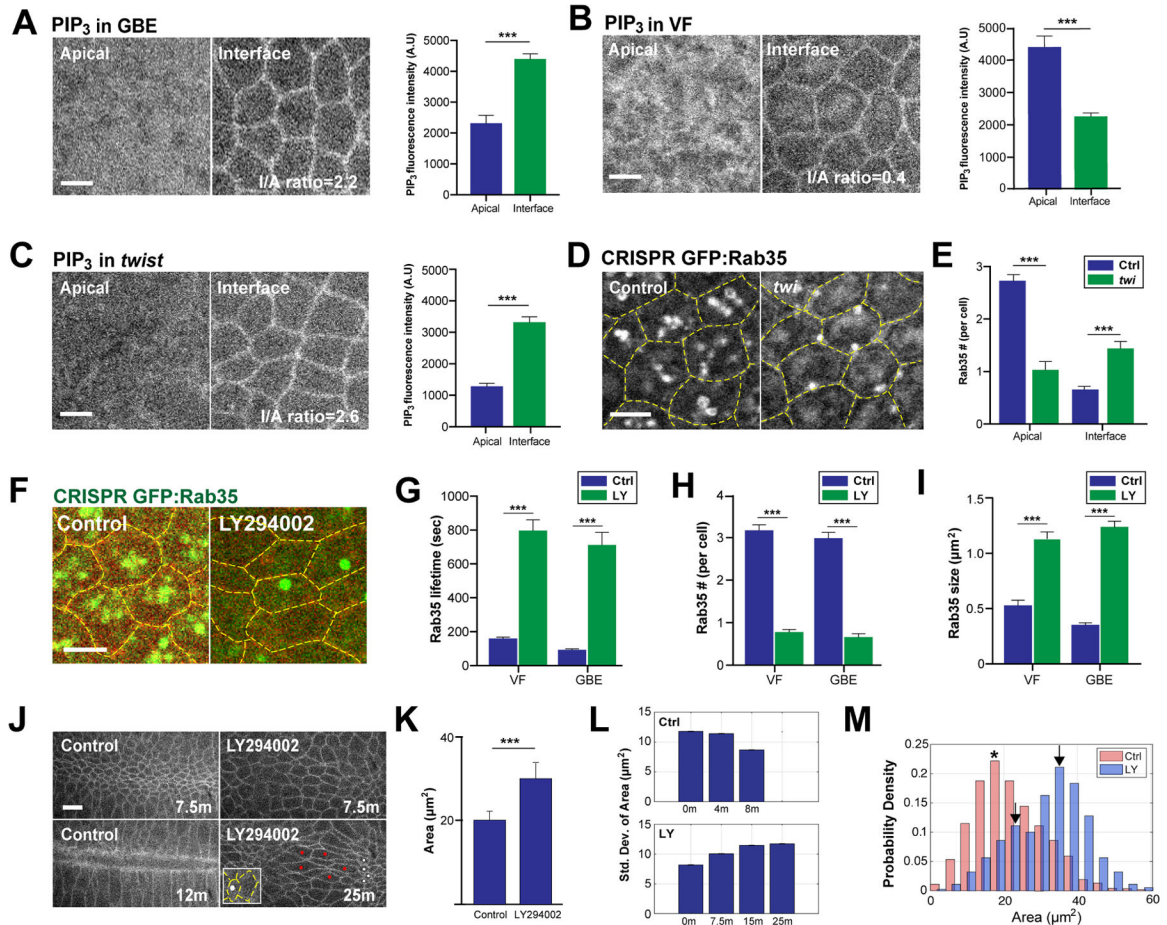 A
PIP3 in GBE
Apical
Interface
I/A ratio=2.2
PIP3 fluorescence intensity (A.U)
5000
4000
3000
2000
1000
0
***
Apical
Interface
B
PIP3 in VF
Apical
Interface
I/A ratio=0.4
PIP3 fluorescence intensity (A.U)
5000
4000
3000
2000
1000
0
***
Apical
Interface
C
PIP3 in twist
Apical
Interface
I/A ratio=2.6
PIP3 fluorescence intensity (A.U)
5000
4000
3000
2000
1000
0
***
Apical
Interface
D
CRISPR GFP:Rab35
Control
twi
E
Ctrl
twi
Rab35 # (per cell)
3
2
1
0
***
***
Apical
Interface
F
CRISPR GFP:Rab35
Control
LY294002
G
Ctrl
LY
Rab35 lifetime (sec)
1000
800
600
400
200
0
***
***
VF
GBE
H
Ctrl
LY
Rab35 # (per cell)
4
3
2
1
0
***
***
VF
GBE
I
Ctrl
LY
Rab35 size (µm²)
1.5
1.0
0.5
0
***
***
VF
GBE
J
Control
7.5m
LY294002
7.5m
Control
12m
LY294002
25m
K
Area (µm²)
40
20
0
***
Control
LY294002
L
Ctrl
Std. Dev. of Area (µm²)
15
10
5
0
0m
4m
8m
LY
15
10
5
0
0m
7.5m
15m
25m
M
Ctrl
LY
*
Probability Density
0.25
0.2
0.15
0.1
0.05
0
0
20
40
60
Area (µm²)